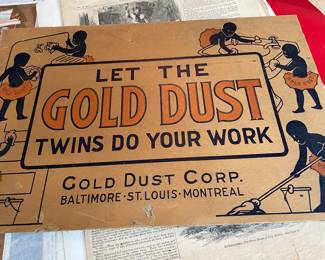 LET THE
GOLD DUST
TWINS DO YOUR WORK
GOLD DUST CORP.
BALTIMORE · ST. LOUIS · MONTREAL